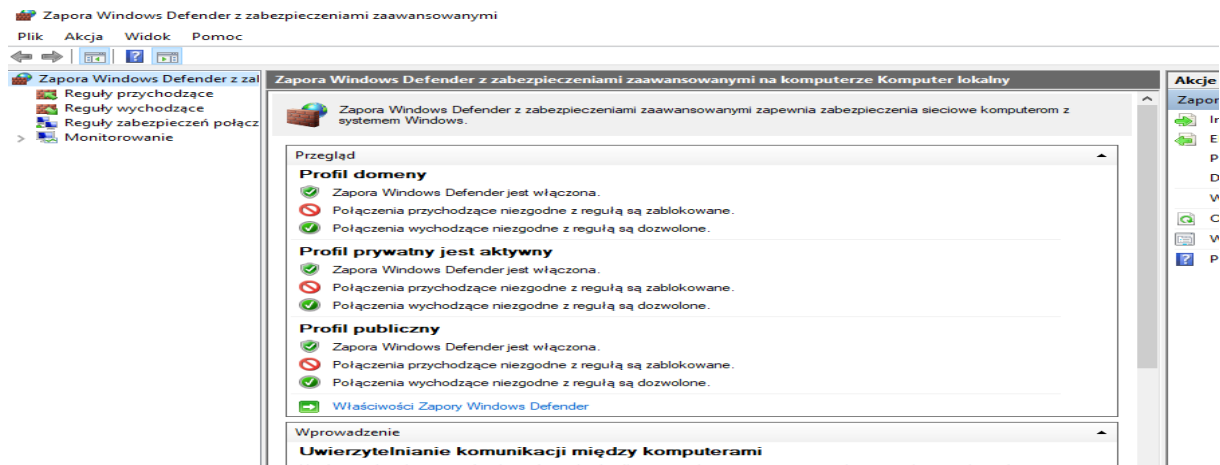 Zapora Windows Defender z zabezpieczeniami zaawansowanymi
Plik Akcja Widok Pomoc
Zapora Windows Defender z zal
Reguły przychodzące
Reguły wychodzące
Reguły zabezpieczeń połącz
Monitorowanie
Zapora Windows Defender z zabezpieczeniami zaawansowanymi na komputerze Komputer lokalny
Zapora Windows Defender z zabezpieczeniami zaawansowanymi zapewnia zabezpieczenia sieciowe komputerom z
systemem Windows.
Przegląd
Profil domeny
Zapora Windows Defender jest włączona.
Połączenia przychodzące niezgodne z regułą są zablokowane.
Połączenia wychodzące niezgodne z regułą są dozwolone.
Profil prywatny jest aktywny
Zapora Windows Defender jest włączona.
Połączenia przychodzące niezgodne z regułą są zablokowane.
Połączenia wychodzące niezgodne z regułą są dozwolone.
Profil publiczny
Zapora Windows Defender jest włączona.
Połączenia przychodzące niezgodne z regułą są zablokowane.
Połączenia wychodzące niezgodne z regułą są dozwolone.
Właściwości Zapory Windows Defender
Wprowadzenie
Uwierzytelnianie komunikacji między komputerami
Akcje
Zapor